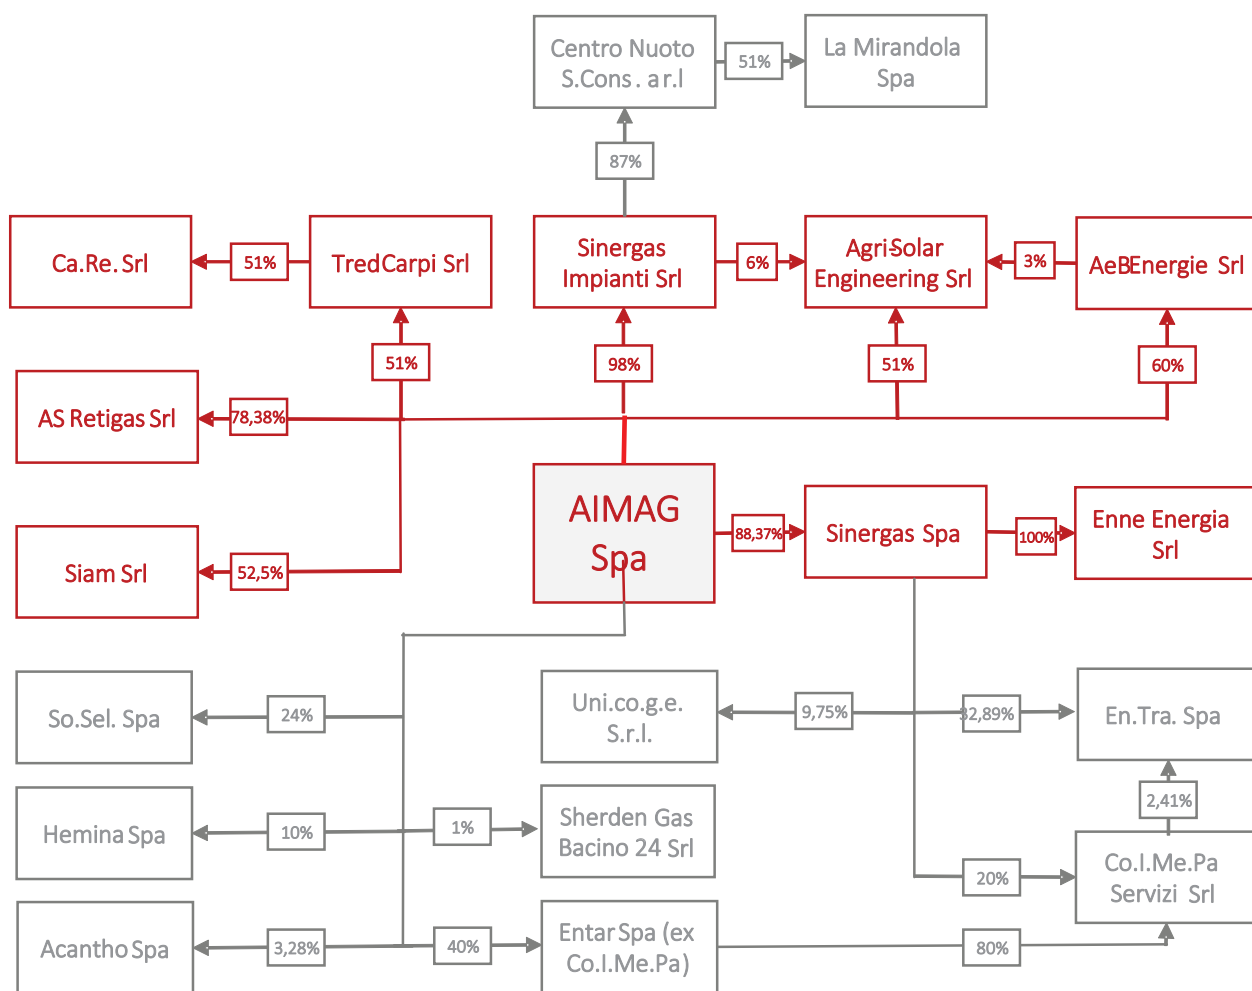 Centro Nuoto
S.Cons. a r.l
51%
La Mirandola
Spa
87%
Ca.Re. Srl
51%
TredCarpi Srl
Sinergas
Impianti Srl
6%
Agri-Solar
Engineering Srl
3%
AeBEnergie Srl
51%
98%
51%
60%
AS Retigas Srl
78,38%
AIMAG
Spa
88,37%
Sinergas Spa
100%
Enne Energia
Srl
Siam Srl
52,5%
So.Sel. Spa
24%
Uni.co.g.e.
S.r.l.
9,75%
32,89%
En.Tra. Spa
2,41%
Hemina Spa
10%
1%
Sherden Gas
Bacino 24 Srl
20%
Co.I.Me.Pa
Servizi Srl
Acantho Spa
3,28%
40%
Entar Spa (ex
Co.I.Me.Pa)
80%